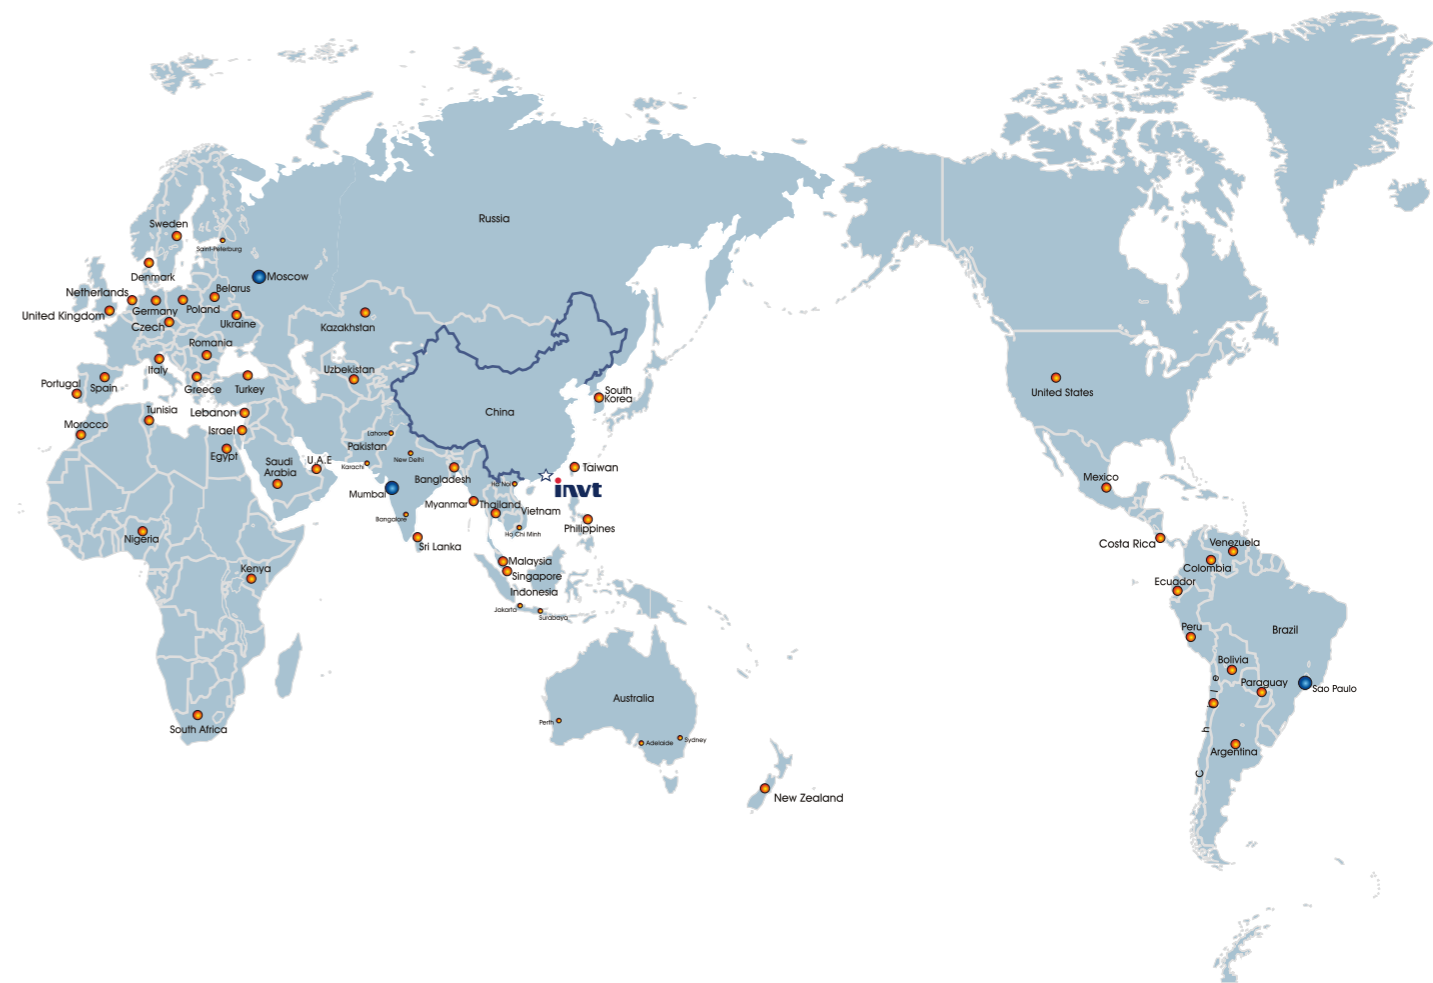 Russia
Sweden
Saint-Peterburg
Denmark
Moscow
Netherlands
Belarus
Germany
Poland
United Kingdom
Czech
Ukraine
Kazakhstan
Romania
Italy
Uzbekistan
Portugal
Spain
Greece
Turkey
South
Korea
United States
China
Tunisia
Lebanon
Morocco
Israel
Lahore
Egypt
Pakistan
New Delhi
Saudi
Arabia
U.A.E
Karachi
Taiwan
Bangladesh
Mexico
Ha Noi
invt
Mumbai
Myanmar
Thailand
Vietnam
Bangalore
Philippines
Ho Chi Minh
Nigeria
Sri Lanka
Costa Rica
Venezuela
Malaysia
Colombia
Kenya
Singapore
Ecuador
Indonesia
Jakarta
Surabaya
Peru
Brazil
Bolivia
Paraguay
Sao Paulo
Australia
Perth
South Africa
Adelaide
Sydney
Chile
Argentina
New Zealand